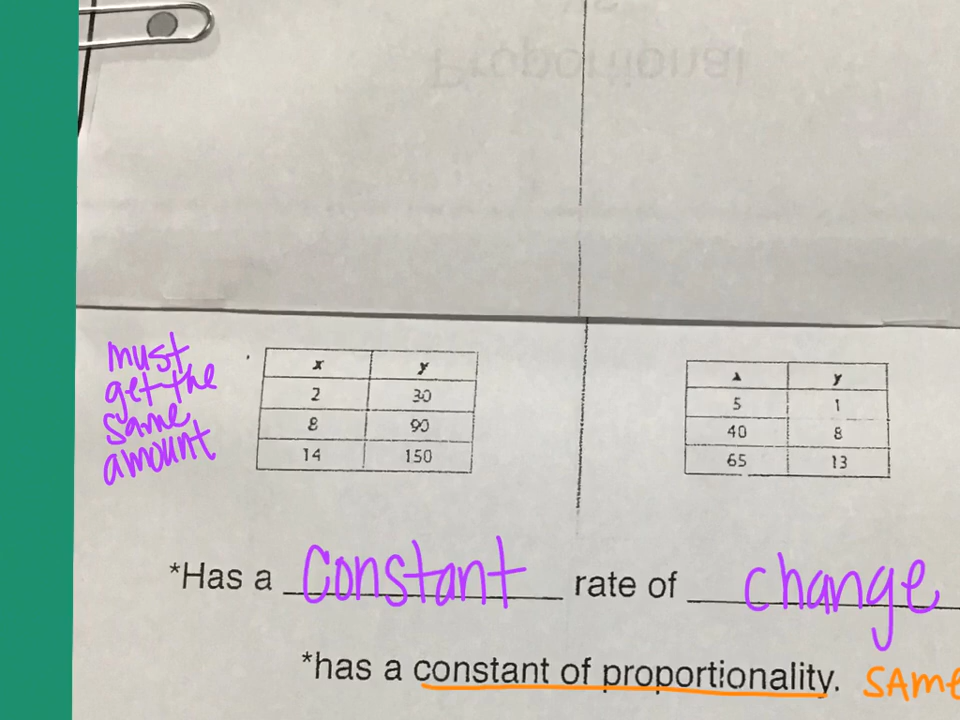 Proportional
must
get the
same
amount
x y
2 30
8 90
14 150
y
5 1
40 8
65 13
*Has a constant rate of change
*has a constant of proportionality. SAME